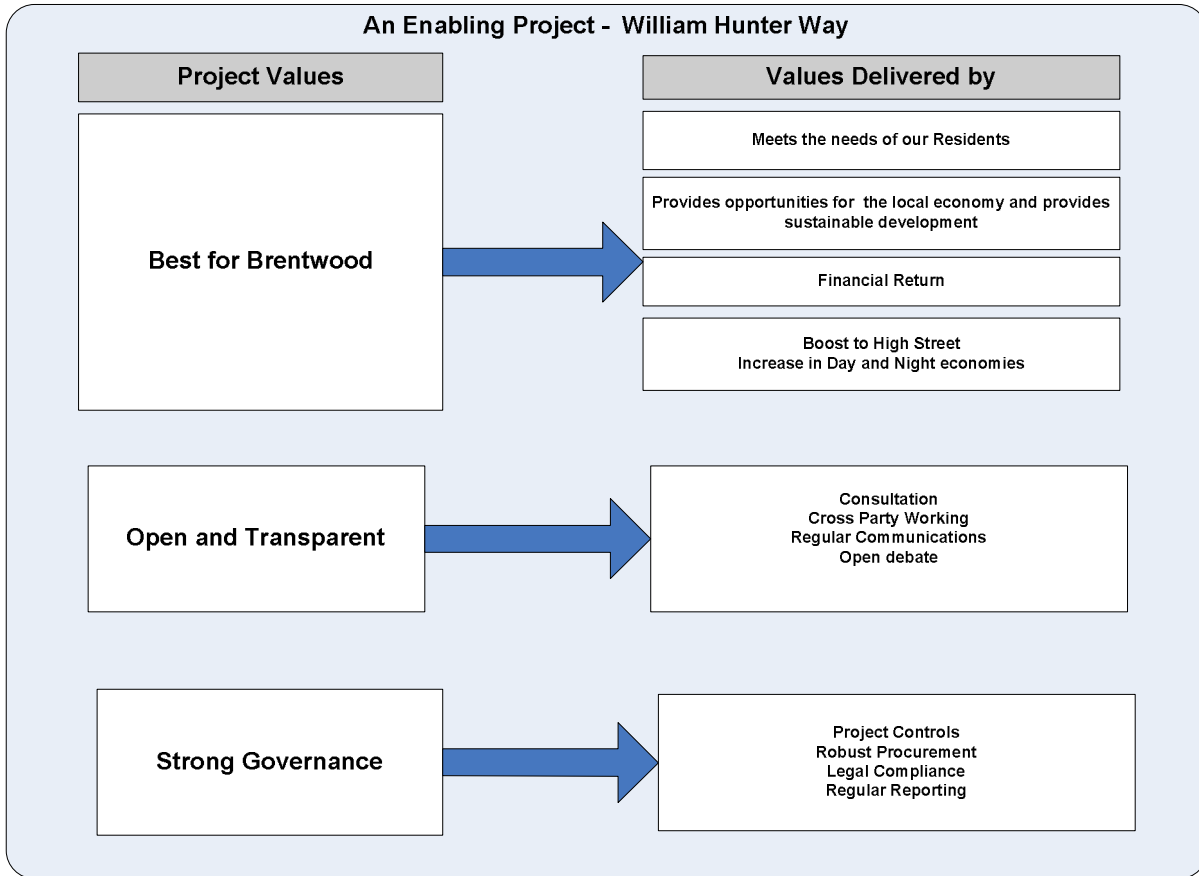 An Enabling Project - William Hunter Way
Project Values
Values Delivered by
Best for Brentwood
Meets the needs of our Residents
Provides opportunities for the local economy and provides
sustainable development
Financial Return
Boost to High Street
Increase in Day and Night economies
Open and Transparent
Consultation
Cross Party Working
Regular Communications
Open debate
Strong Governance
Project Controls
Robust Procurement
Legal Compliance
Regular Reporting